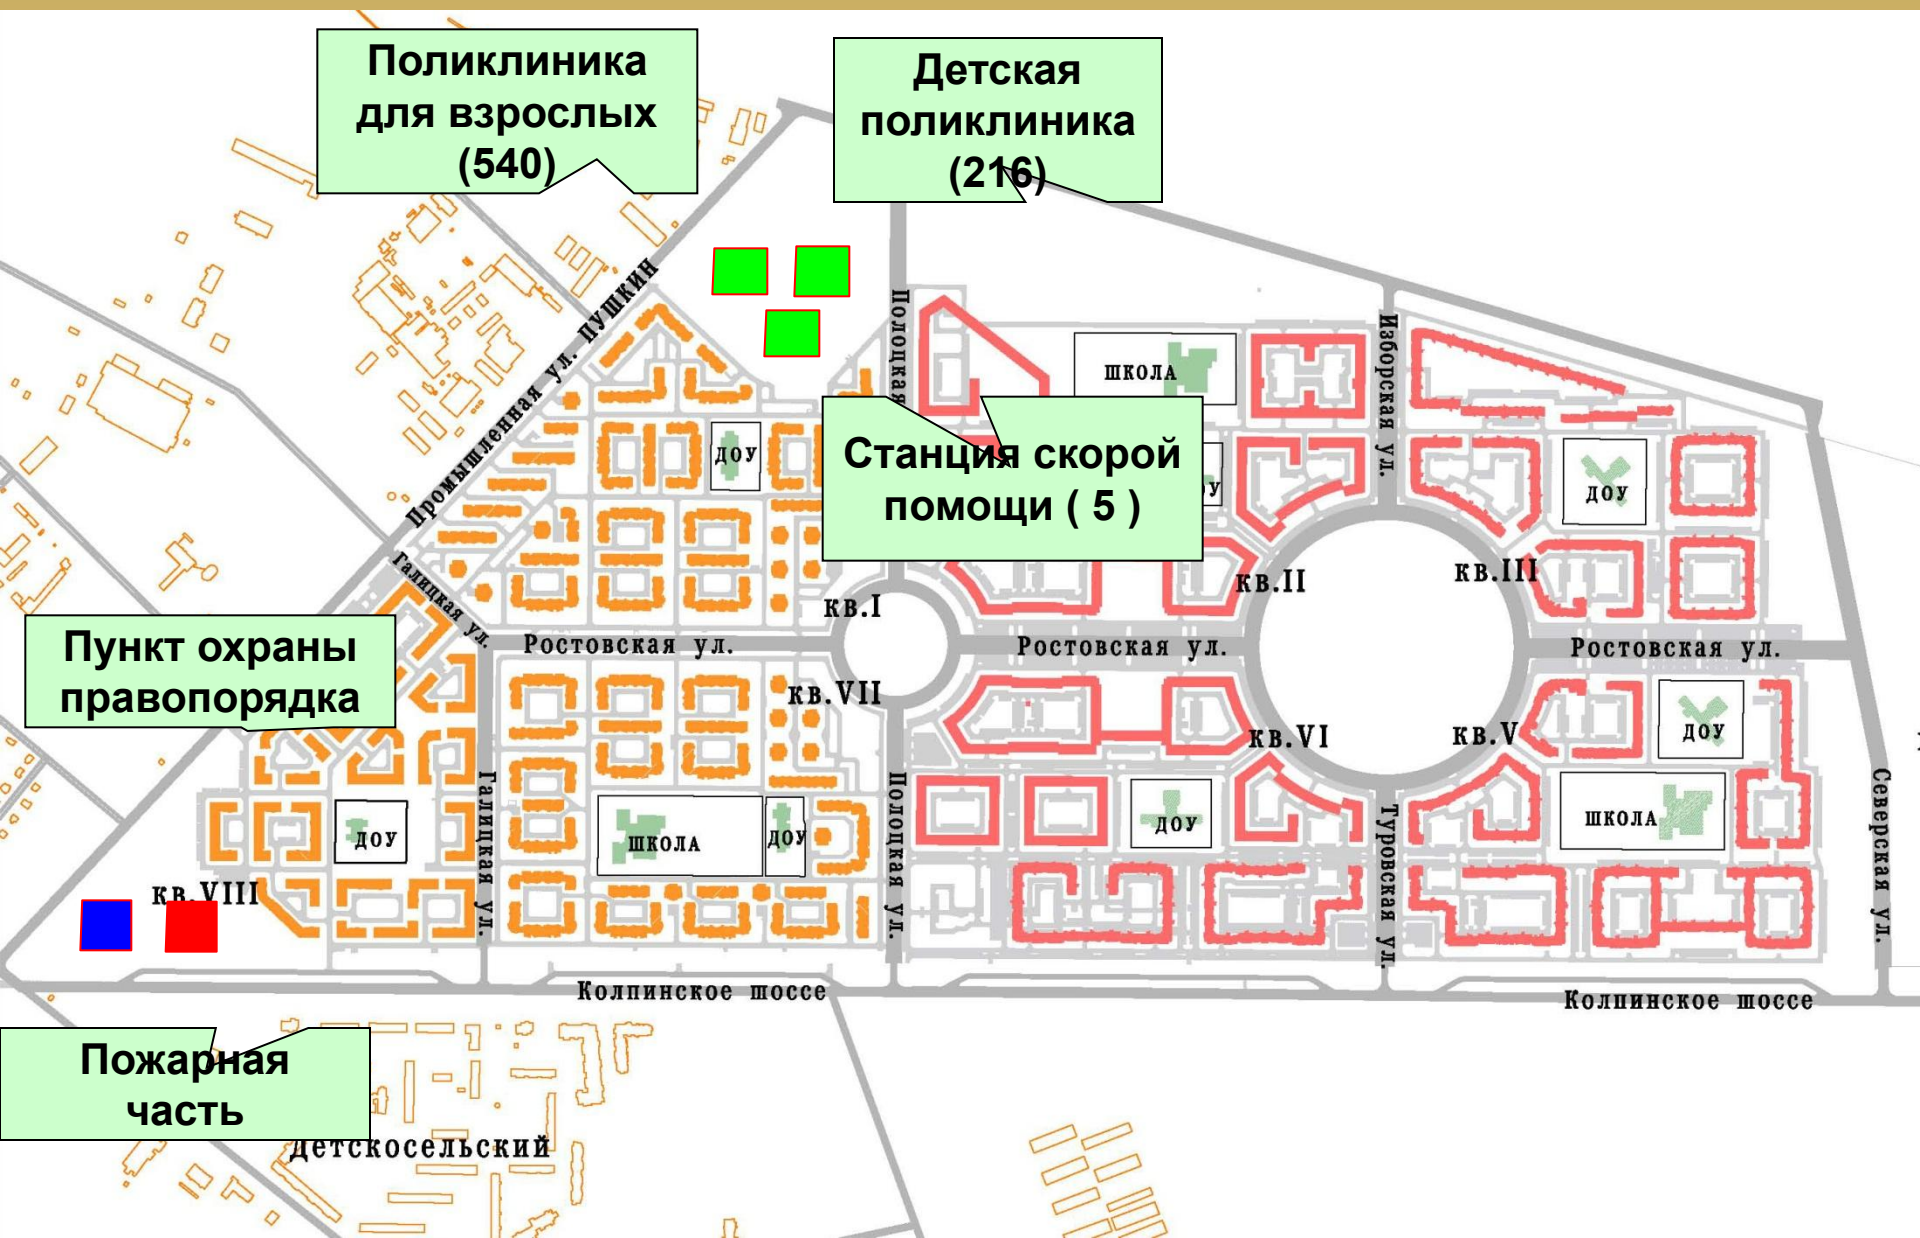 Поликлиника
для взрослых
(540)
Детская
поликлиника
(216)
Промышленная ул. ПУШКИН
Полоцкая
ШКОЛА
Изборская ул.
ДОУ
Станция скорой
помощи ( 5 )
ДОУ
Галицкая ул.
кв.I
кв.II
кв.III
Пункт охраны
правопорядка
Ростовская ул.
Ростовская ул.
Ростовская ул.
кв.VII
кв.VI
кв.V
ДОУ
Галицкая ул.
Полоцкая ул.
Туровская ул.
Северская ул.
ДОУ
ШКОЛА
ДОУ
ДОУ
ШКОЛА
кв.VIII
Колпинское шоссе
Колпинское шоссе
Пожарная
часть
Детскосельский